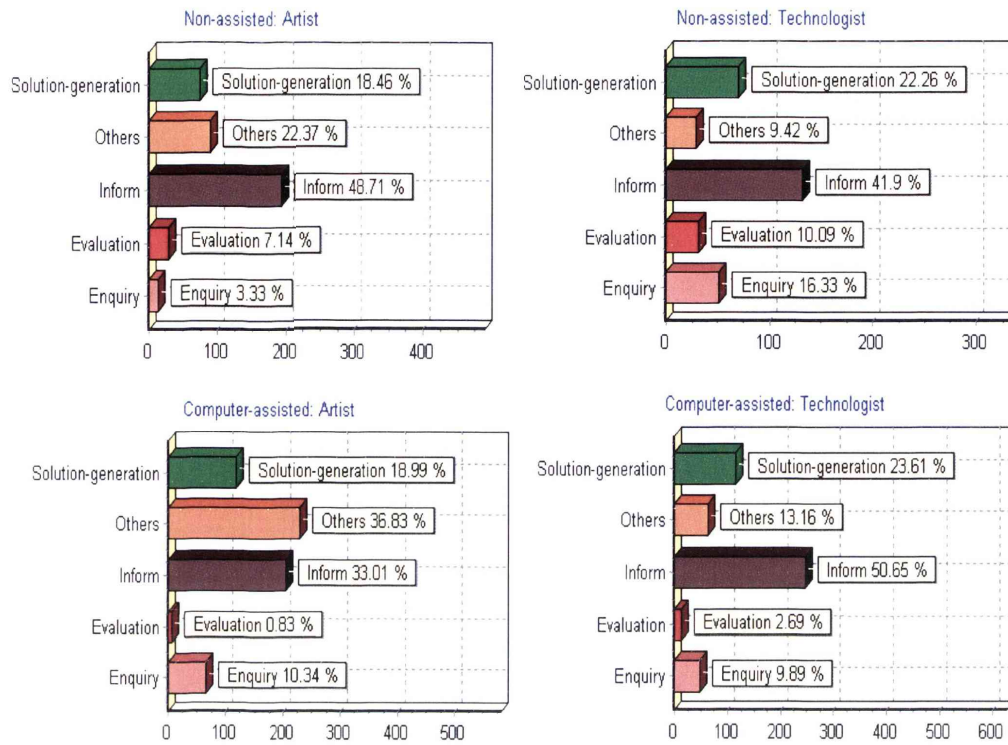 Non-assisted: Artist
Solution-generation
Solution-generation 18.46 %
Others
Others 22.37 %
Inform
Inform 48.71 %
Evaluation
Evaluation 7.14 %
Enquiry
Enquiry 3.33 %
0 100 200 300 400
Non-assisted: Technologist
Solution-generation
Solution-generation 22.26 %
Others
Others 9.42 %
Inform
Inform 41.9 %
Evaluation
Evaluation 10.09 %
Enquiry
Enquiry 16.33 %
0 100 200 300
Computer-assisted: Artist
Solution-generation
Solution-generation 18.99 %
Others
Others 36.83 %
Inform
Inform 33.01 %
Evaluation
Evaluation 0.83 %
Enquiry
Enquiry 10.34 %
0 100 200 300 400 500
Computer-assisted: Technologist
Solution-generation
Solution-generation 23.61 %
Others
Others 13.16 %
Inform
Inform 50.65 %
Evaluation
Evaluation 2.69 %
Enquiry
Enquiry 9.89 %
0 100 200 300 400 500 600